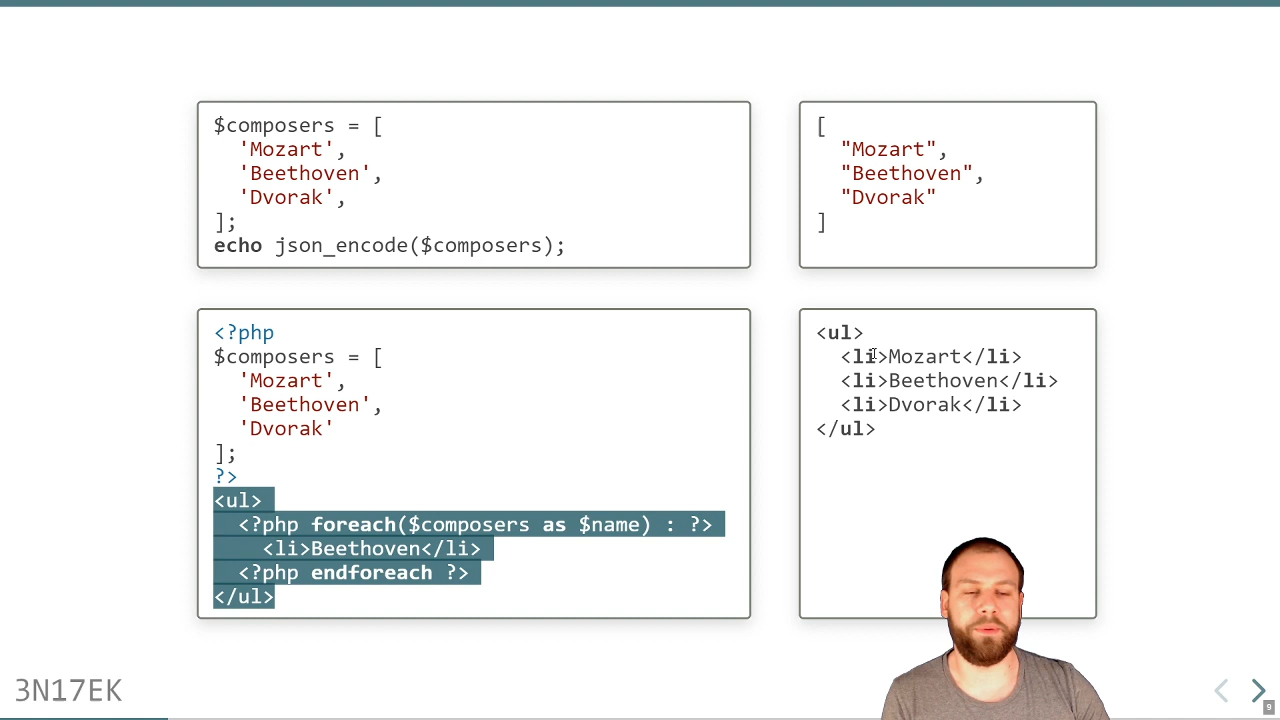 $composers = [
  'Mozart',
  'Beethoven',
  'Dvorak',
];
echo json_encode($composers);
[
  "Mozart",
  "Beethoven",
  "Dvorak"
]
<?php
$composers = [
  'Mozart',
  'Beethoven',
  'Dvorak'
];
?>
<ul>
  <?php foreach($composers as $name) : ?>
    <li>Beethoven</li>
  <?php endforeach ?>
</ul>
<ul>
  <li>Mozart</li>
  <li>Beethoven</li>
  <li>Dvorak</li>
</ul>
3N17EK
9